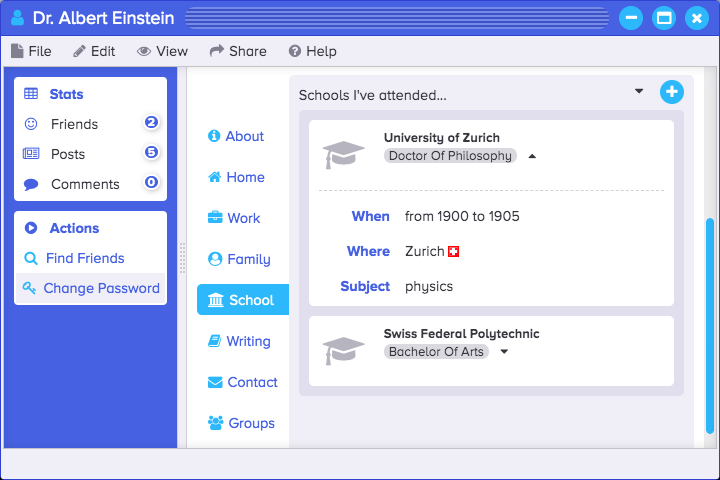 Dr. Albert Einstein
File Edit View Share Help
Stats
Friends 2
Posts 5
Comments 0
Actions
Find Friends
Change Password
About
Home
Work
Family
School
Writing
Contact
Groups
Schools I've attended...
University of Zurich
Doctor Of Philosophy
When from 1900 to 1905
Where Zurich
Subject physics
Swiss Federal Polytechnic
Bachelor Of Arts